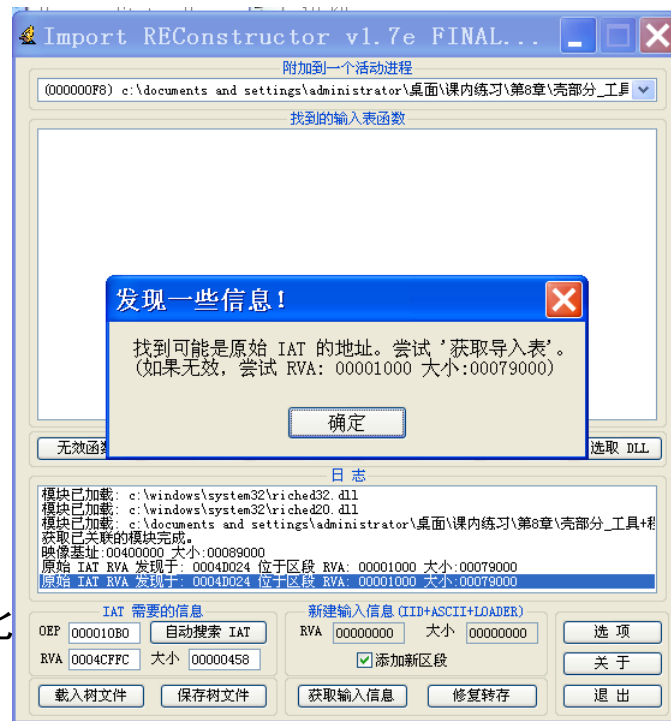 Import REConstructor v1.7e FINAL...
附加到一个活动进程
(000000F8) c:\documents and settings\administrator\桌面\课内练习\第8章\壳部分_工具
找到的输入表函数
发现一些信息!
找到可能是原始 IAT 的地址。尝试 '获取导入表'。
(如果无效, 尝试 RVA: 00001000 大小:00079000)
确定
无效函数
选取 DLL
日 志
模块已加载: c:\windows\system32\riched32.dll
模块已加载: c:\windows\system32\riched20.dll
模块已加载: c:\documents and settings\administrator\桌面\课内练习\第8章\壳部分_工具+程
获取已关联的模块完成。
映像基址:00400000 大小:00089000
原始 IAT RVA 发现于: 0004D024 位于区段 RVA: 00001000 大小:00079000
原始 IAT RVA 发现于: 0004D024 位于区段 RVA: 00001000 大小:00079000
IAT 需要的信息 新建输入信息 (IID+ASCII+LOADER)
OEP 000010B0 自动搜索 IAT RVA 00000000 大小 00000000 选 项
RVA 0004CFFC 大小 00000458 添加新区段 关 于
载入树文件 保存树文件 获取输入信息 修复转存 退 出